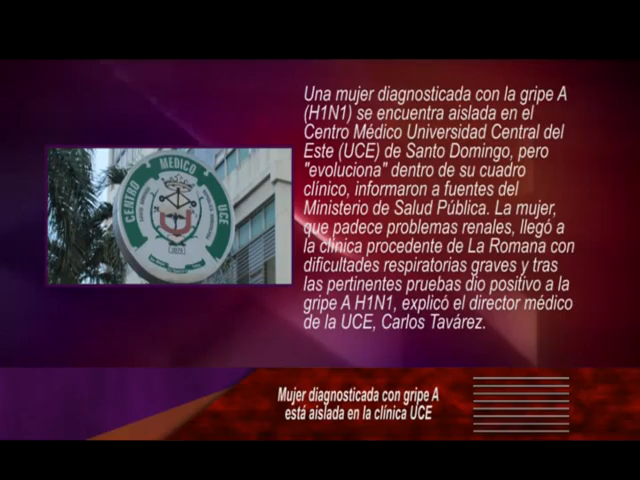 Una mujer diagnosticada con la gripe A
(H1N1) se encuentra aislada en el
Centro Médico Universidad Central del
Este (UCE) de Santo Domingo, pero
"evoluciona" dentro de su cuadro
clínico, informaron a fuentes del
Ministerio de Salud Pública. La mujer,
que padece problemas renales, llegó a
la clínica procedente de La Romana con
dificultades respiratorias graves y tras
las pertinentes pruebas dio positivo a la
gripe A H1N1, explicó el director médico
de la UCE, Carlos Tavárez.
CENTRO MEDICO UCE
Mujer diagnosticada con gripe A
está aislada en la clínica UCE